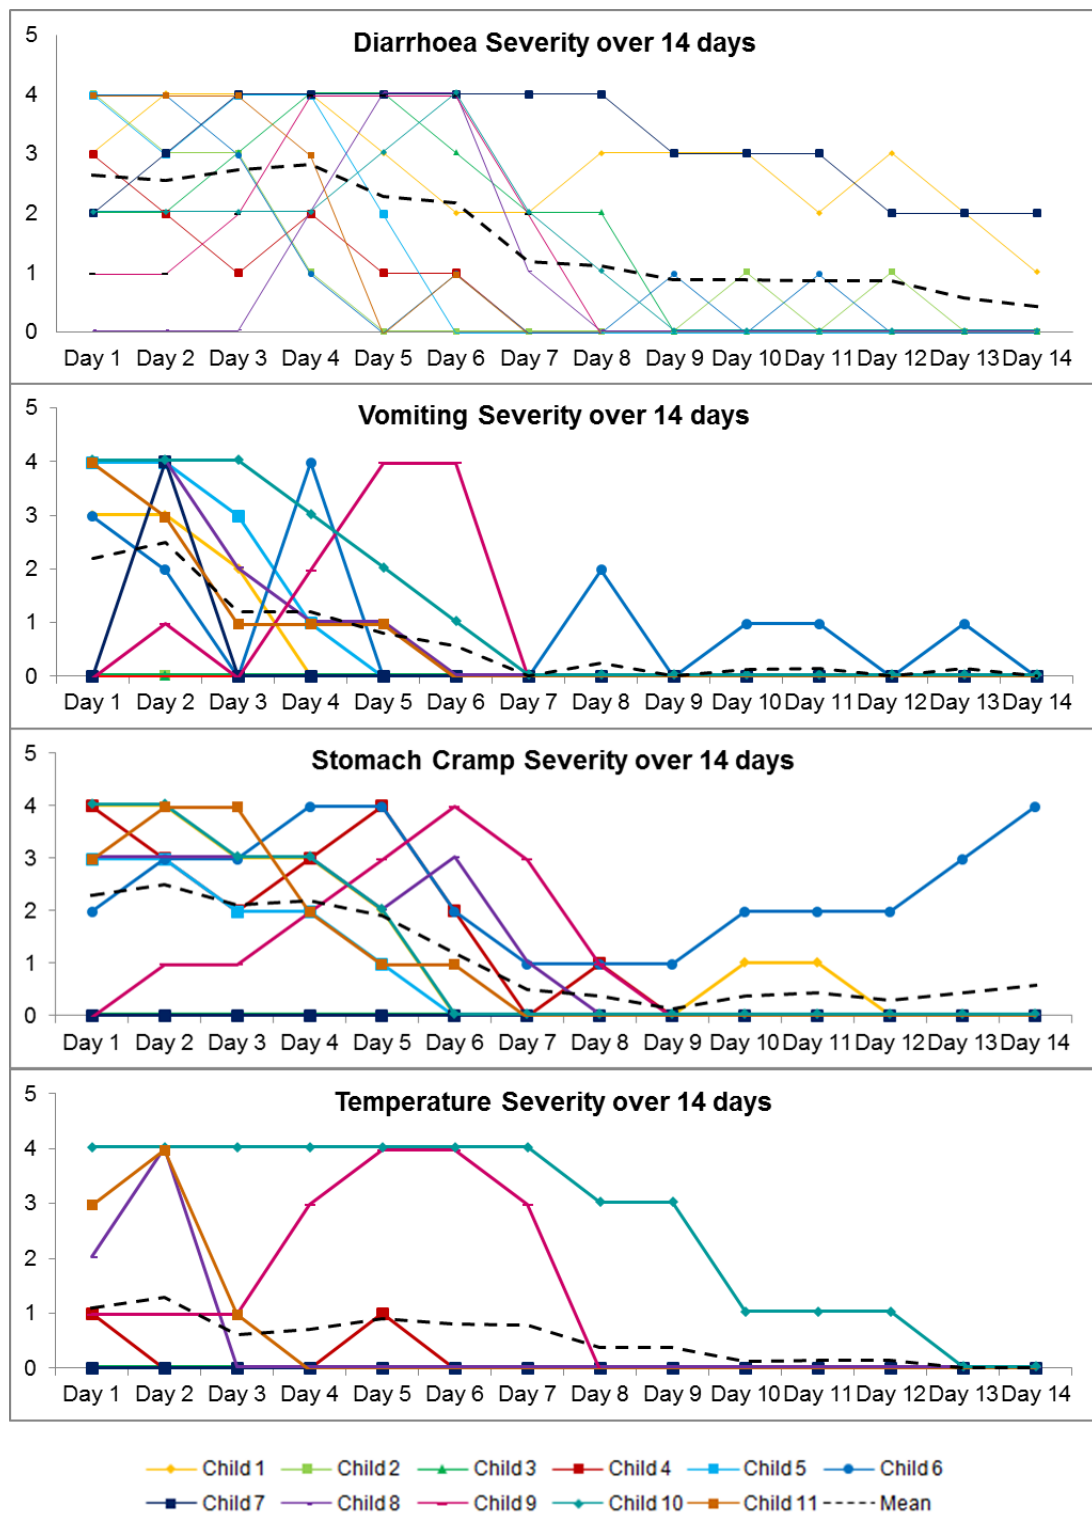 Diarrhoea Severity over 14 days
5
4
3
2
1
0
Day 1 Day 2 Day 3 Day 4 Day 5 Day 6 Day 7 Day 8 Day 9 Day 10 Day 11 Day 12 Day 13 Day 14
Vomiting Severity over 14 days
5
4
3
2
1
0
Day 1 Day 2 Day 3 Day 4 Day 5 Day 6 Day 7 Day 8 Day 9 Day 10 Day 11 Day 12 Day 13 Day 14
Stomach Cramp Severity over 14 days
5
4
3
2
1
0
Day 1 Day 2 Day 3 Day 4 Day 5 Day 6 Day 7 Day 8 Day 9 Day 10 Day 11 Day 12 Day 13 Day 14
Temperature Severity over 14 days
5
4
3
2
1
0
Day 1 Day 2 Day 3 Day 4 Day 5 Day 6 Day 7 Day 8 Day 9 Day 10 Day 11 Day 12 Day 13 Day 14
Child 1 Child 2 Child 3 Child 4 Child 5 Child 6
Child 7 Child 8 Child 9 Child 10 Child 11 Mean